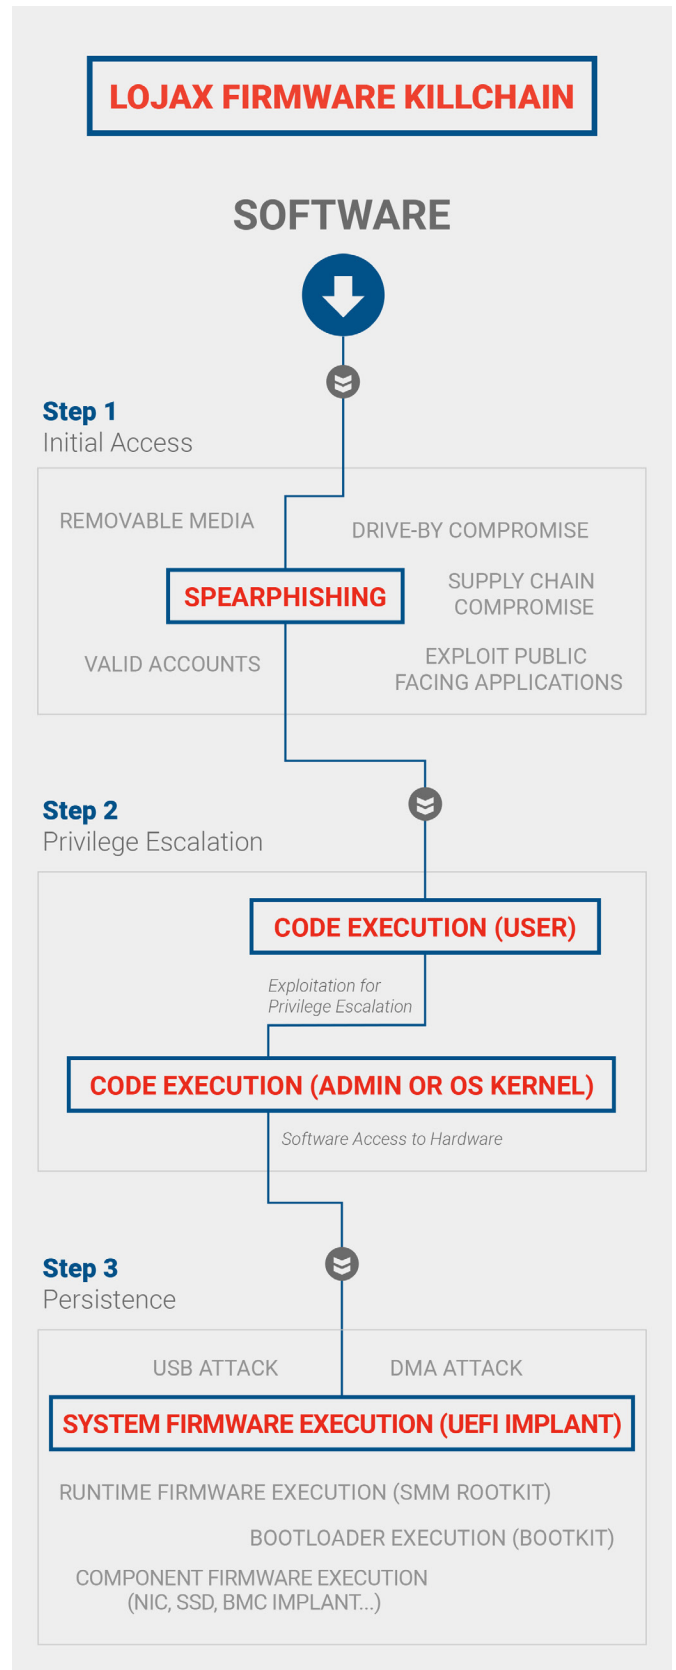 LOJAX FIRMWARE KILLCHAIN
SOFTWARE
Step 1
Initial Access
REMOVABLE MEDIA
DRIVE-BY COMPROMISE
SPEARPHISHING
SUPPLY CHAIN
COMPROMISE
VALID ACCOUNTS
EXPLOIT PUBLIC
FACING APPLICATIONS
Step 2
Privilege Escalation
CODE EXECUTION (USER)
Exploitation for
Privilege Escalation
CODE EXECUTION (ADMIN OR OS KERNEL)
Software Access to Hardware
Step 3
Persistence
USB ATTACK
DMA ATTACK
SYSTEM FIRMWARE EXECUTION (UEFI IMPLANT)
RUNTIME FIRMWARE EXECUTION (SMM ROOTKIT)
BOOTLOADER EXECUTION (BOOTKIT)
COMPONENT FIRMWARE EXECUTION
(NIC, SSD, BMC IMPLANT...)